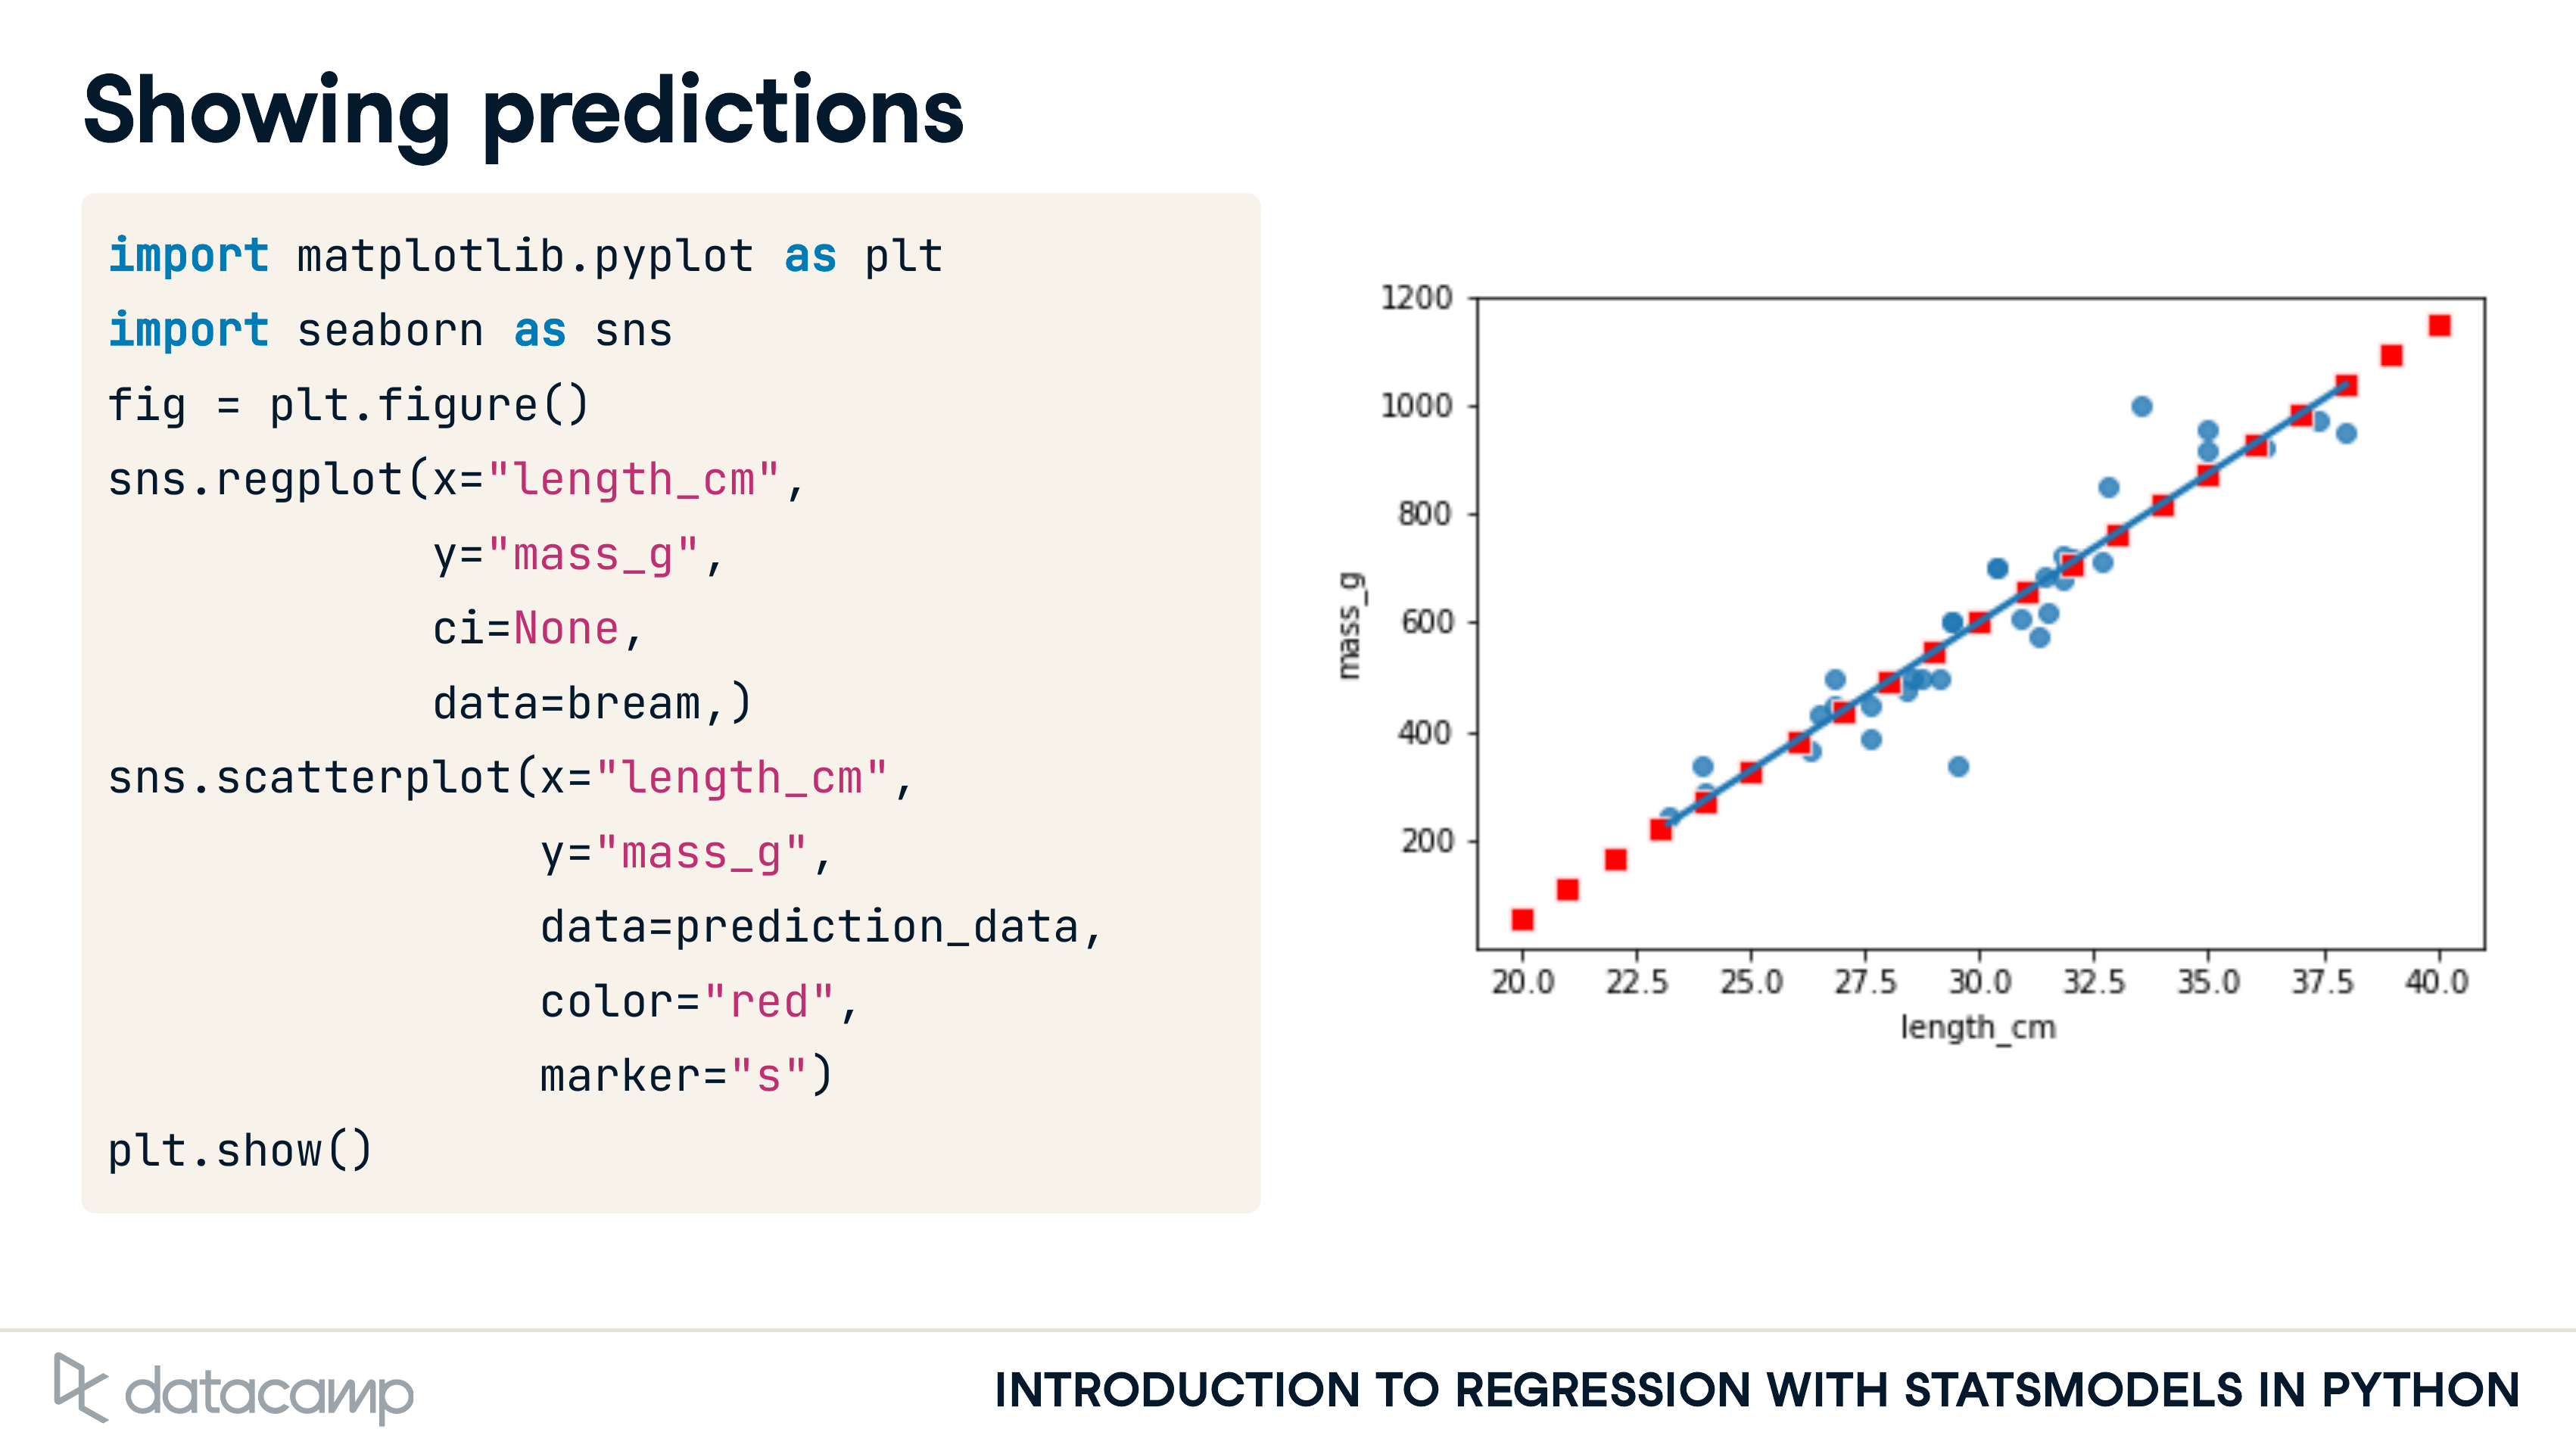 Showing predictions
import matplotlib.pyplot as plt
import seaborn as sns
fig = plt.figure()
sns.regplot(x="length_cm",
y="mass_g",
ci=None,
data=bream,)
sns.scatterplot(x="length_cm",
y="mass_g",
data=prediction_data,
color="red",
marker="s")
plt.show()
1200
1000
800
600
400
200
mass_g
20.0 22.5 25.0 27.5 30.0 32.5 35.0 37.5 40.0
length_cm
datacamp
INTRODUCTION TO REGRESSION WITH STATSMODELS IN PYTHON